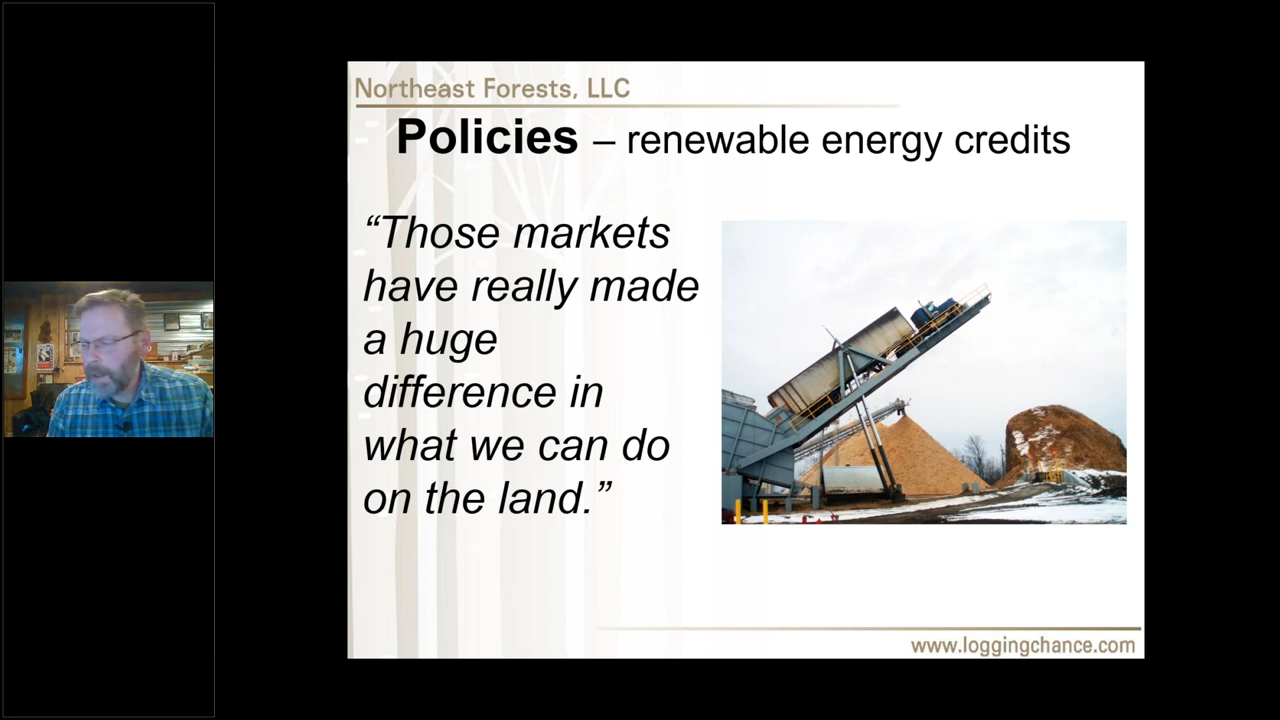 Northeast Forests, LLC
Policies – renewable energy credits
“Those markets
have really made
a huge
difference in
what we can do
on the land.”
www.loggingchance.com